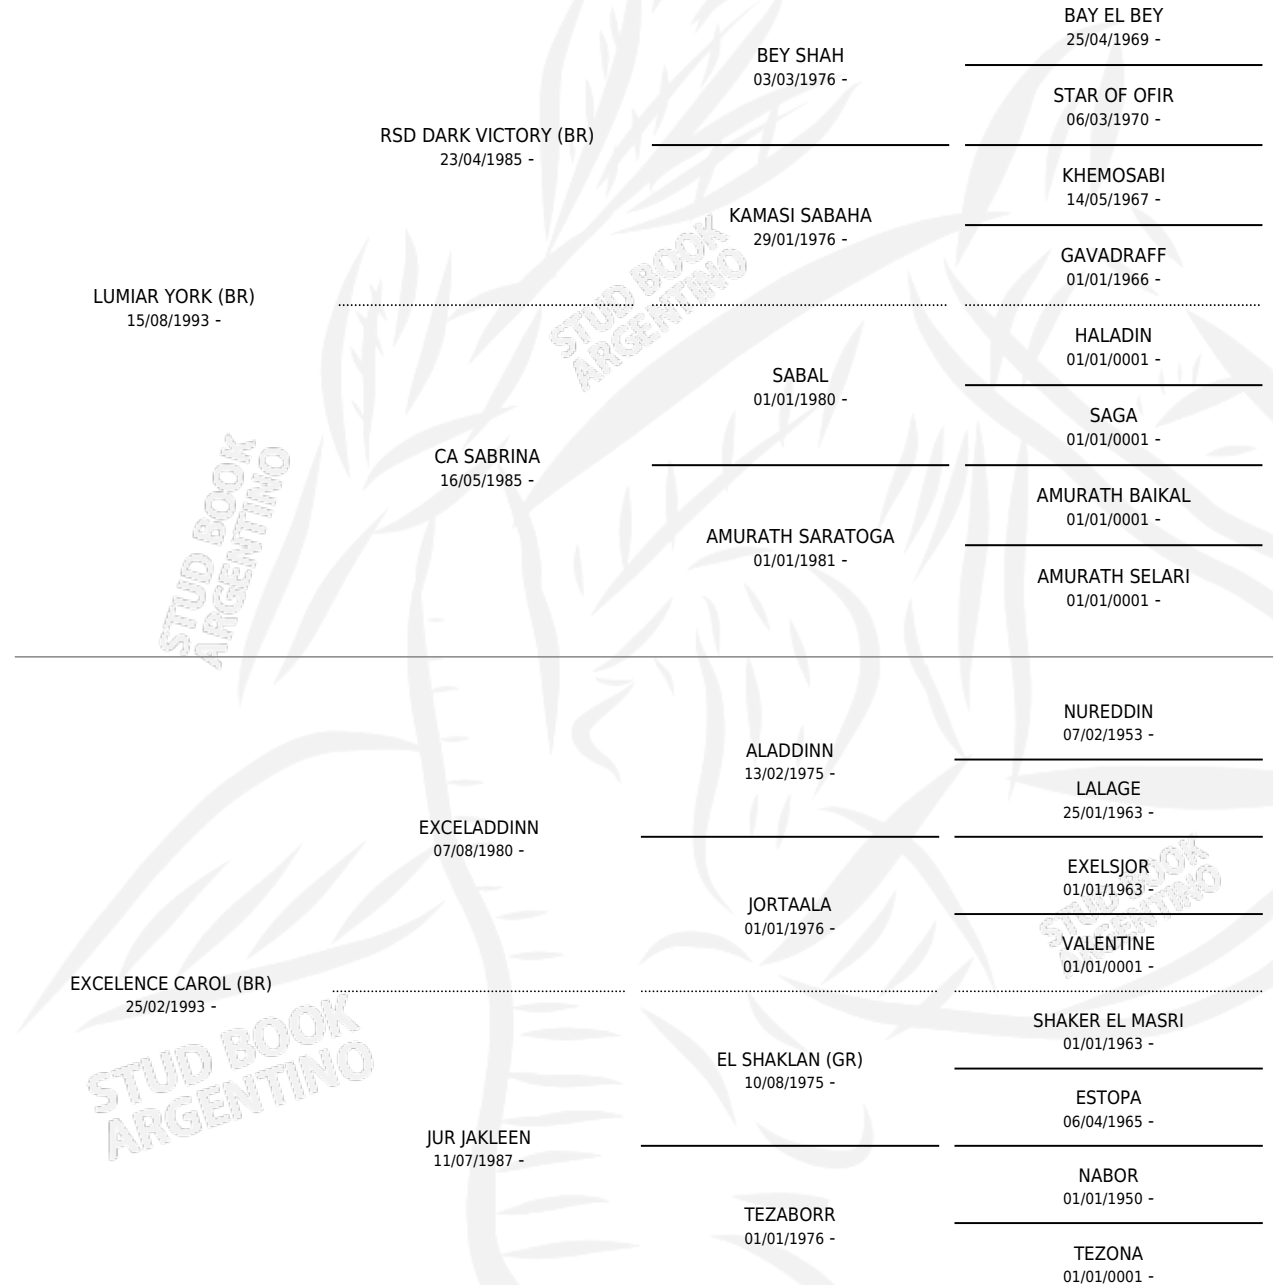 BAY EL BEY
25/04/1969 -
BEY SHAH
03/03/1976 -
STAR OF OFIR
06/03/1970 -
RSD DARK VICTORY (BR)
23/04/1985 -
KHEMOSABI
14/05/1967 -
KAMASI SABAHA
29/01/1976 -
GAVADRAFF
01/01/1966 -
LUMIAR YORK (BR)
15/08/1993 -
HALADIN
01/01/0001 -
SABAL
01/01/1980 -
SAGA
01/01/0001 -
CA SABRINA
16/05/1985 -
AMURATH BAIKAL
01/01/0001 -
AMURATH SARATOGA
01/01/1981 -
AMURATH SELARI
01/01/0001 -
STUD BOOK
ARGENTINO
STUD BOOK
ARGENTINO
NUREDDIN
07/02/1953 -
ALADDINN
13/02/1975 -
LALAGE
25/01/1963 -
EXCELADDINN
07/08/1980 -
EXELSJOR
01/01/1963 -
JORTAALA
01/01/1976 -
VALENTINE
01/01/0001 -
STUD BOOK
ARGENTINO
EXCELENCE CAROL (BR)
25/02/1993 -
SHAKER EL MASRI
01/01/1963 -
EL SHAKLAN (GR)
10/08/1975 -
ESTOPA
06/04/1965 -
JUR JAKLEEN
11/07/1987 -
NABOR
01/01/1950 -
TEZABORR
01/01/1976 -
TEZONA
01/01/0001 -
STUD BOOK
ARGENTINO